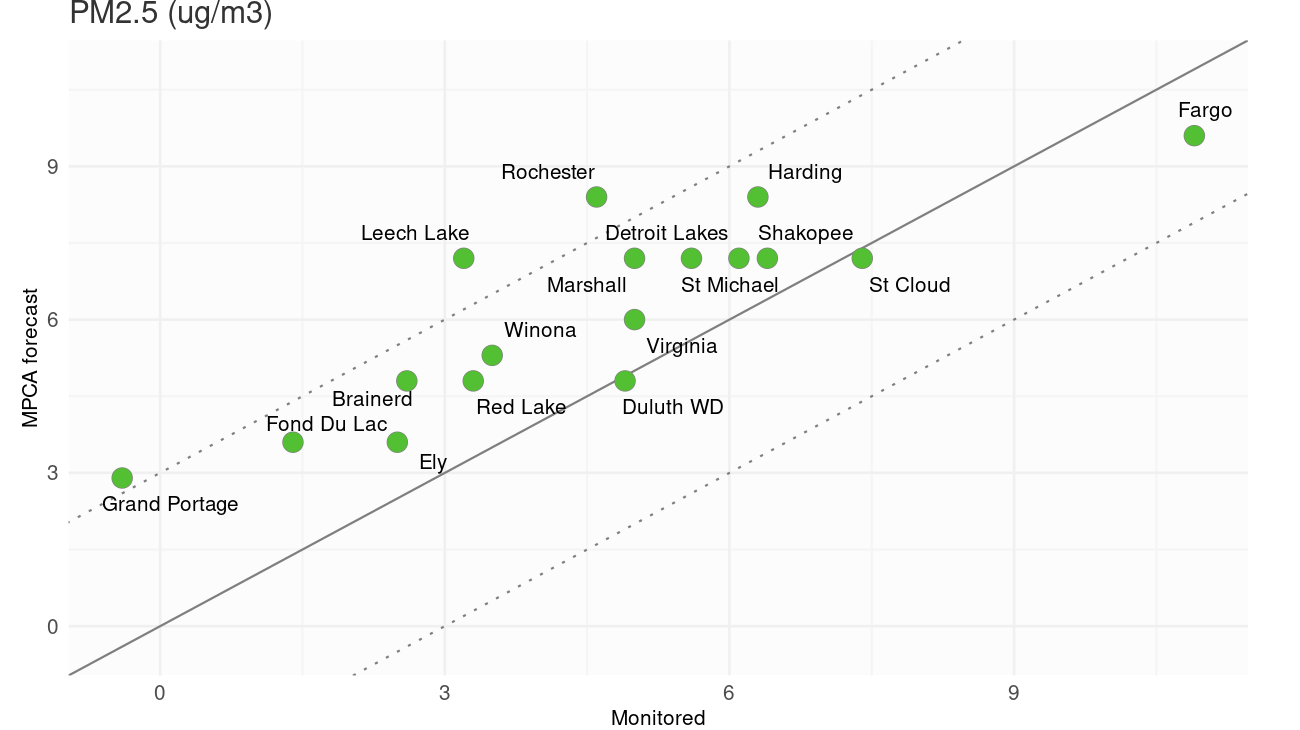 PM2.5 (ug/m3)
Fargo
9
Rochester
Harding
Leech Lake
Detroit Lakes
Shakopee
Marshall
St Michael
St Cloud
MPCA forecast
6
Winona
Virginia
Brainerd
Red Lake
Duluth WD
Fond Du Lac
Ely
3
Grand Portage
0
0
3
6
9
Monitored